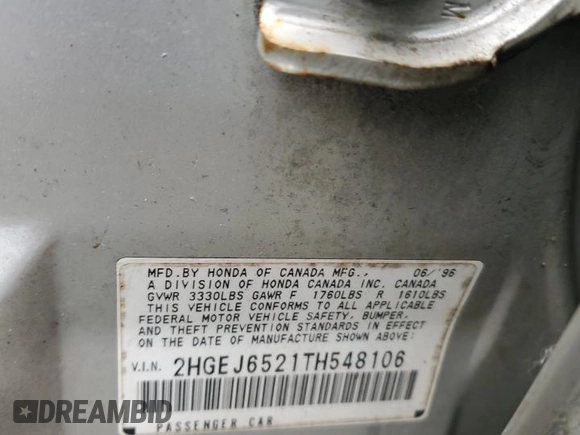 M
MFD.BY HONDA OF CANADA MFG., 06/'96
A DIVISION OF HONDA CANADA INC. CANADA
GVWR 3330LBS GAWR F 1760LBS R 1610LBS
THIS VEHICLE CONFORMS TO ALL APPLICABLE
FEDERAL MOTOR VEHICLE SAFETY, BUMPER,
AND THEFT PREVENTION STANDARDS IN EFFECT
ON THE DATE OF MANUFACTURE SHOWN ABOVE:
V.I.N. 2HGEJ6521TH548106
PASSENGER CAR
DREAMBID